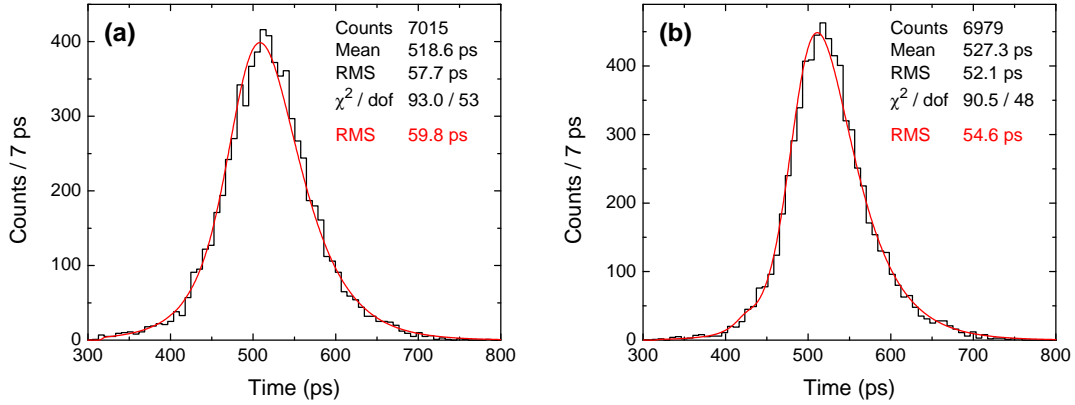 (a)
Counts 7015
Mean 518.6 ps
RMS 57.7 ps
χ² / dof 93.0 / 53
RMS 59.8 ps
Counts / 7 ps
400
300
200
100
0
300 400 500 600 700 800
Time (ps)
(b)
Counts 6979
Mean 527.3 ps
RMS 52.1 ps
χ² / dof 90.5 / 48
RMS 54.6 ps
Counts / 7 ps
400
300
200
100
0
300 400 500 600 700 800
Time (ps)